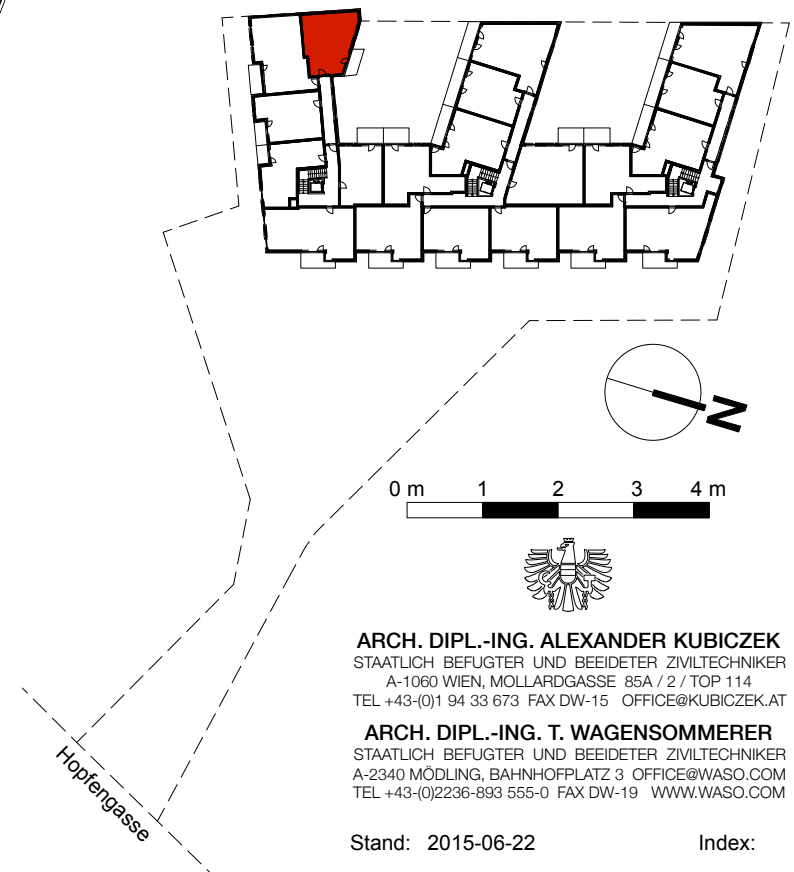 N
0 m 1 2 3 4 m
ARCH. DIPL.-ING. ALEXANDER KUBICZEK
STAATLICH BEFUGTER UND BEEIDETER ZIVILTECHNIKER
A-1060 WIEN, MOLLARDGASSE 85A / 2 / TOP 114
TEL +43-(0)1 94 33 673 FAX DW-15 OFFICE@KUBICZEK.AT
ARCH. DIPL.-ING. T. WAGENSOMMERER
STAATLICH BEFUGTER UND BEEIDETER ZIVILTECHNIKER
A-2340 MÖDLING, BAHNHOFPLATZ 3 OFFICE@WASO.COM
TEL +43-(0)2236-893 555-0 FAX DW-19 WWW.WASO.COM
Hopfengasse
Stand: 2015-06-22 Index: